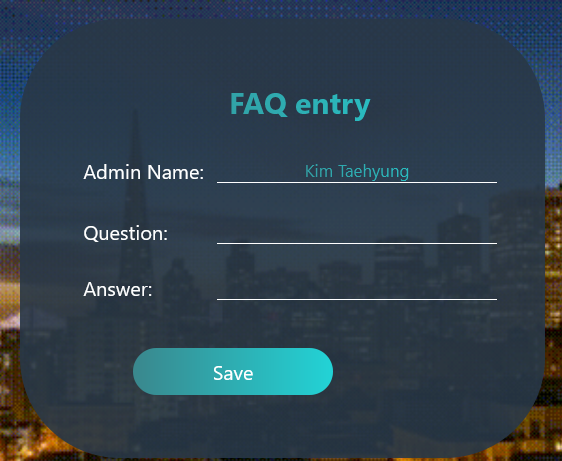 FAQ entry
Admin Name: Kim Taehyung
Question:
Answer:
Save